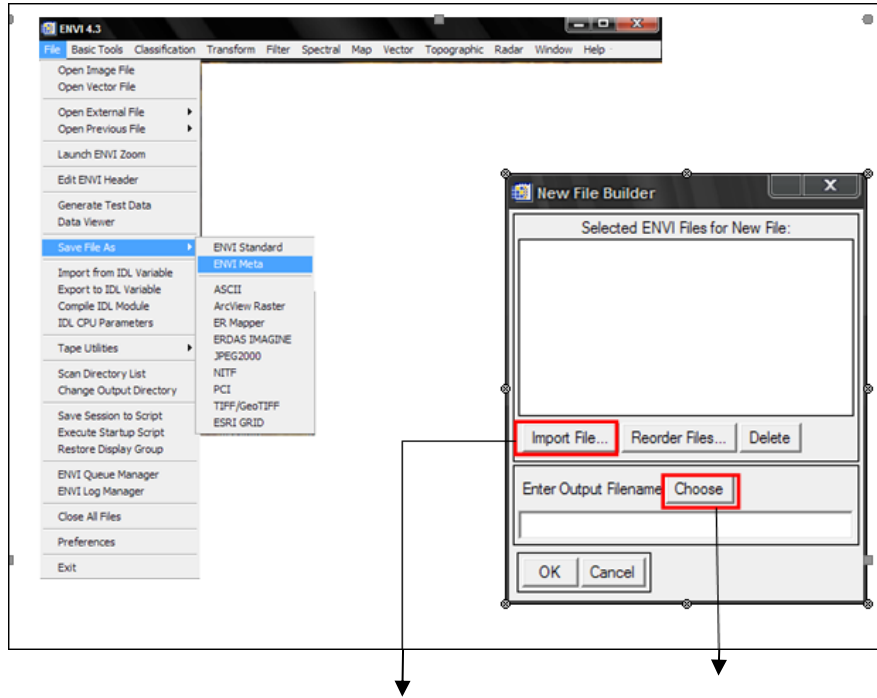 ENVI 4.3
File Basic Tools Classification Transform Filter Spectral Map Vector Topographic Radar Window Help
Open Image File
Open Vector File
Open External File
Open Previous File
Launch ENVI Zoom
Edit ENVI Header
Generate Test Data
Data Viewer
Save File As
Import from IDL Variable
Export to IDL Variable
Compile IDL Module
IDL CPU Parameters
Tape Utilities
Scan Directory List
Change Output Directory
Save Session to Script
Execute Startup Script
Restore Display Group
ENVI Queue Manager
ENVI Log Manager
Close All Files
Preferences
Exit
ENVI Standard
ENVI Meta
ASCII
ArcView Raster
ER Mapper
ERDAS IMAGINE
JPEG2000
NITF
PCI
TIFF/GeoTIFF
ESRI GRID
New File Builder
Selected ENVI Files for New File:
Import File... Reorder Files... Delete
Enter Output Filename Choose
OK Cancel